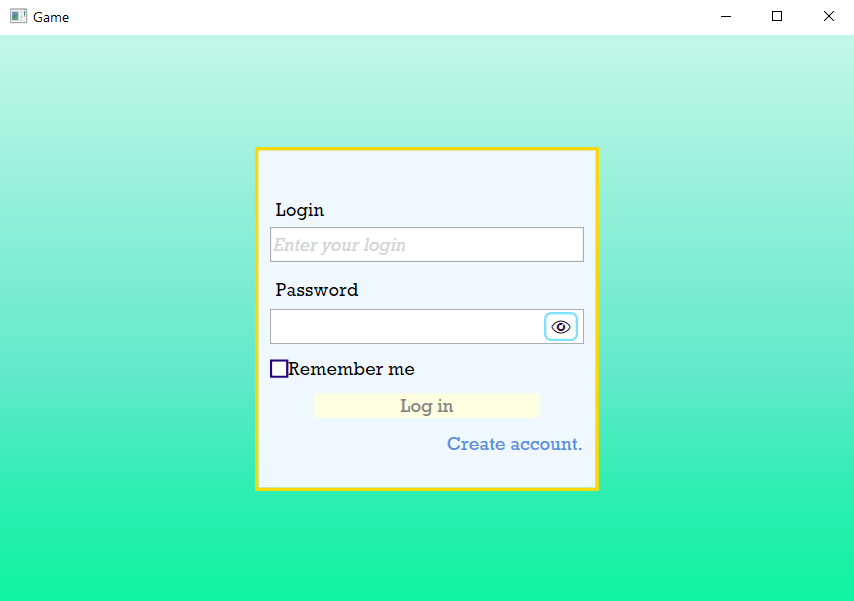 Game
Login
Enter your login
Password
Remember me
Log in
Create account.